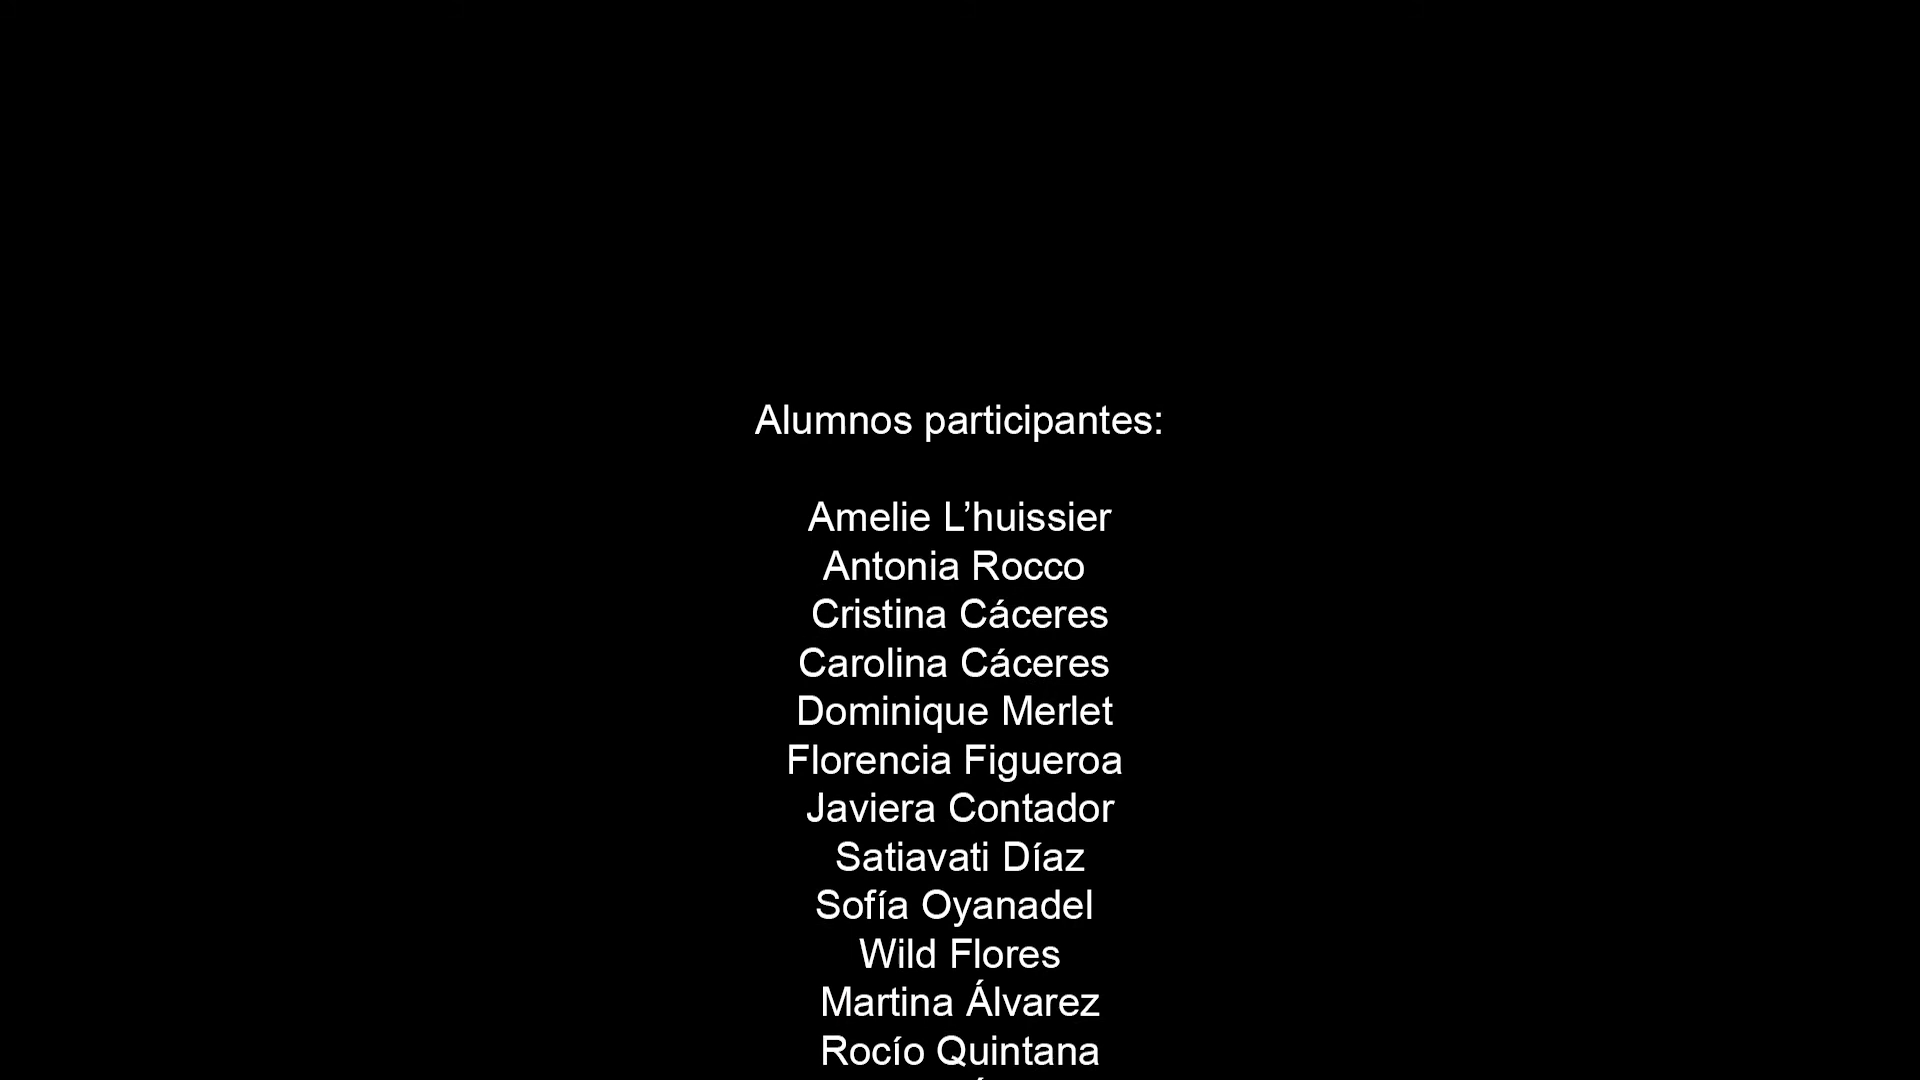 Alumnos participantes:
Amelie L’huissier
Antonia Rocco
Cristina Cáceres
Carolina Cáceres
Dominique Merlet
Florencia Figueroa
Javiera Contador
Satiavati Díaz
Sofía Oyanadel
Wild Flores
Martina Álvarez
Rocío Quintana